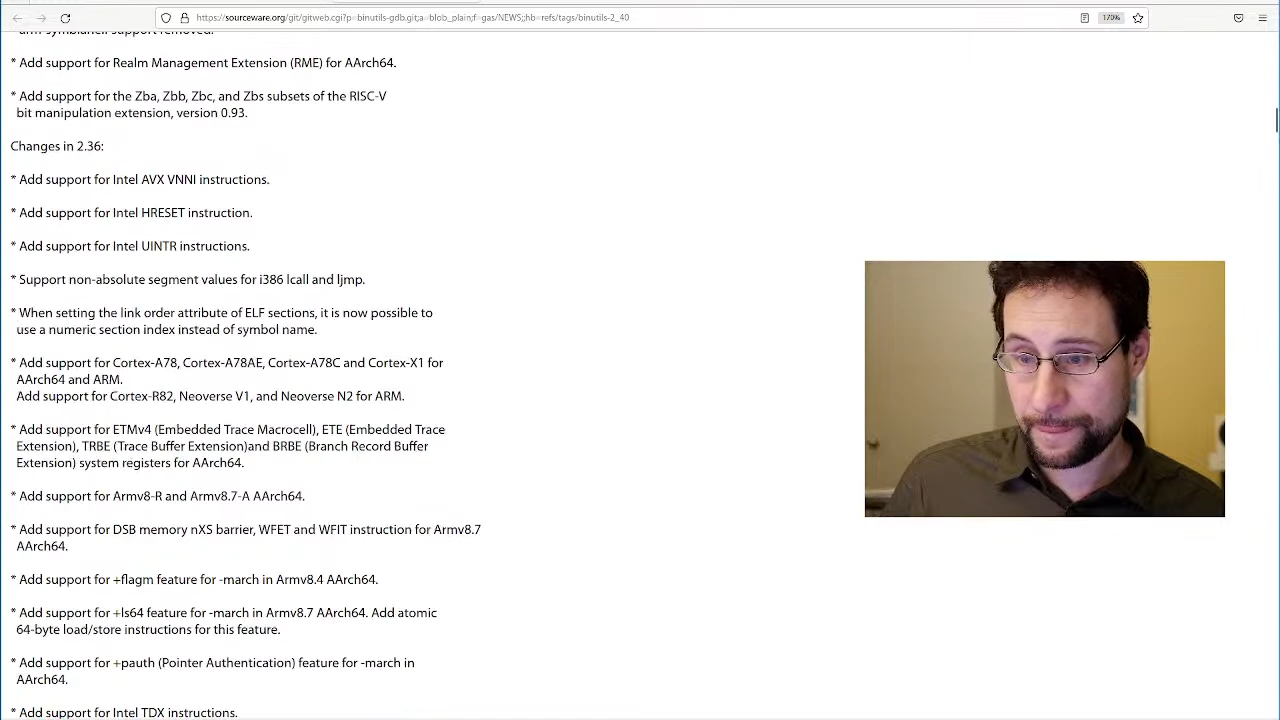 https://sourceware.org/git/gitweb.cgi?p=binutils-gdb.git;a=blob_plain;f=gas/NEWS;;hb=refs/tags/binutils-2_40
170%
arm-symbianelf support removed.
* Add support for Realm Management Extension (RME) for AArch64.
* Add support for the Zba, Zbb, Zbc, and Zbs subsets of the RISC-V
bit manipulation extension, version 0.93.
Changes in 2.36:
* Add support for Intel AVX VNNI instructions.
* Add support for Intel HRESET instruction.
* Add support for Intel UINTR instructions.
* Support non-absolute segment values for i386 lcall and ljmp.
* When setting the link order attribute of ELF sections, it is now possible to
use a numeric section index instead of symbol name.
* Add support for Cortex-A78, Cortex-A78AE, Cortex-A78C and Cortex-X1 for
AArch64 and ARM.
Add support for Cortex-R82, Neoverse V1, and Neoverse N2 for ARM.
* Add support for ETMv4 (Embedded Trace Macrocell), ETE (Embedded Trace
Extension), TRBE (Trace Buffer Extension)and BRBE (Branch Record Buffer
Extension) system registers for AArch64.
* Add support for Armv8-R and Armv8.7-A AArch64.
* Add support for DSB memory nXS barrier, WFET and WFIT instruction for Armv8.7
AArch64.
* Add support for +flagm feature for -march in Armv8.4 AArch64.
* Add support for +ls64 feature for -march in Armv8.7 AArch64. Add atomic
64-byte load/store instructions for this feature.
* Add support for +pauth (Pointer Authentication) feature for -march in
AArch64.
* Add support for Intel TDX instructions.